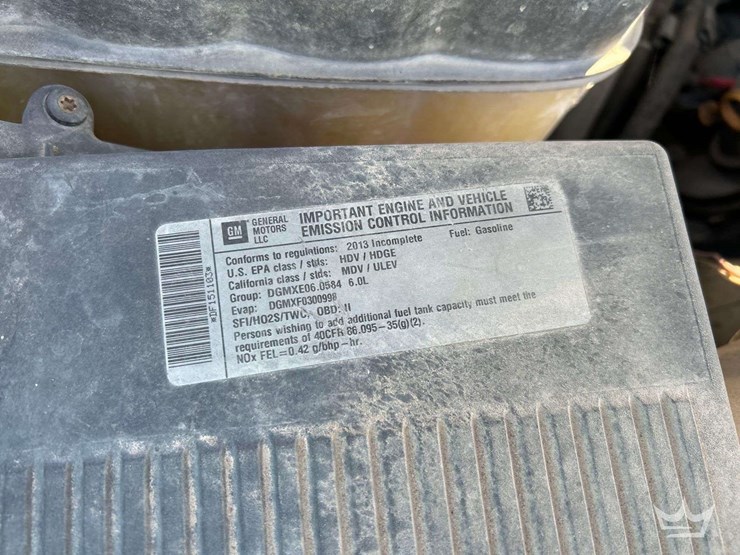 GM
GENERAL
MOTORS
LLC
IMPORTANT ENGINE AND VEHICLE
EMISSION CONTROL INFORMATION
Conforms to regulations: 2013 Incomplete Fuel: Gasoline
U.S. EPA class / stds: HDV / HDGE
California class / stds: MDV / ULEV
Group: DGMXE06.0584 6.0L
Evap: DGMXF0300998
SFI/HO2S/TWC, OBD: II
Persons wishing to add additional fuel tank capacity must meet the
requirements of 40CFR 86.095-35(g)(2).
NOx FEL=0.42 g/bhp-hr.
*DF151103*